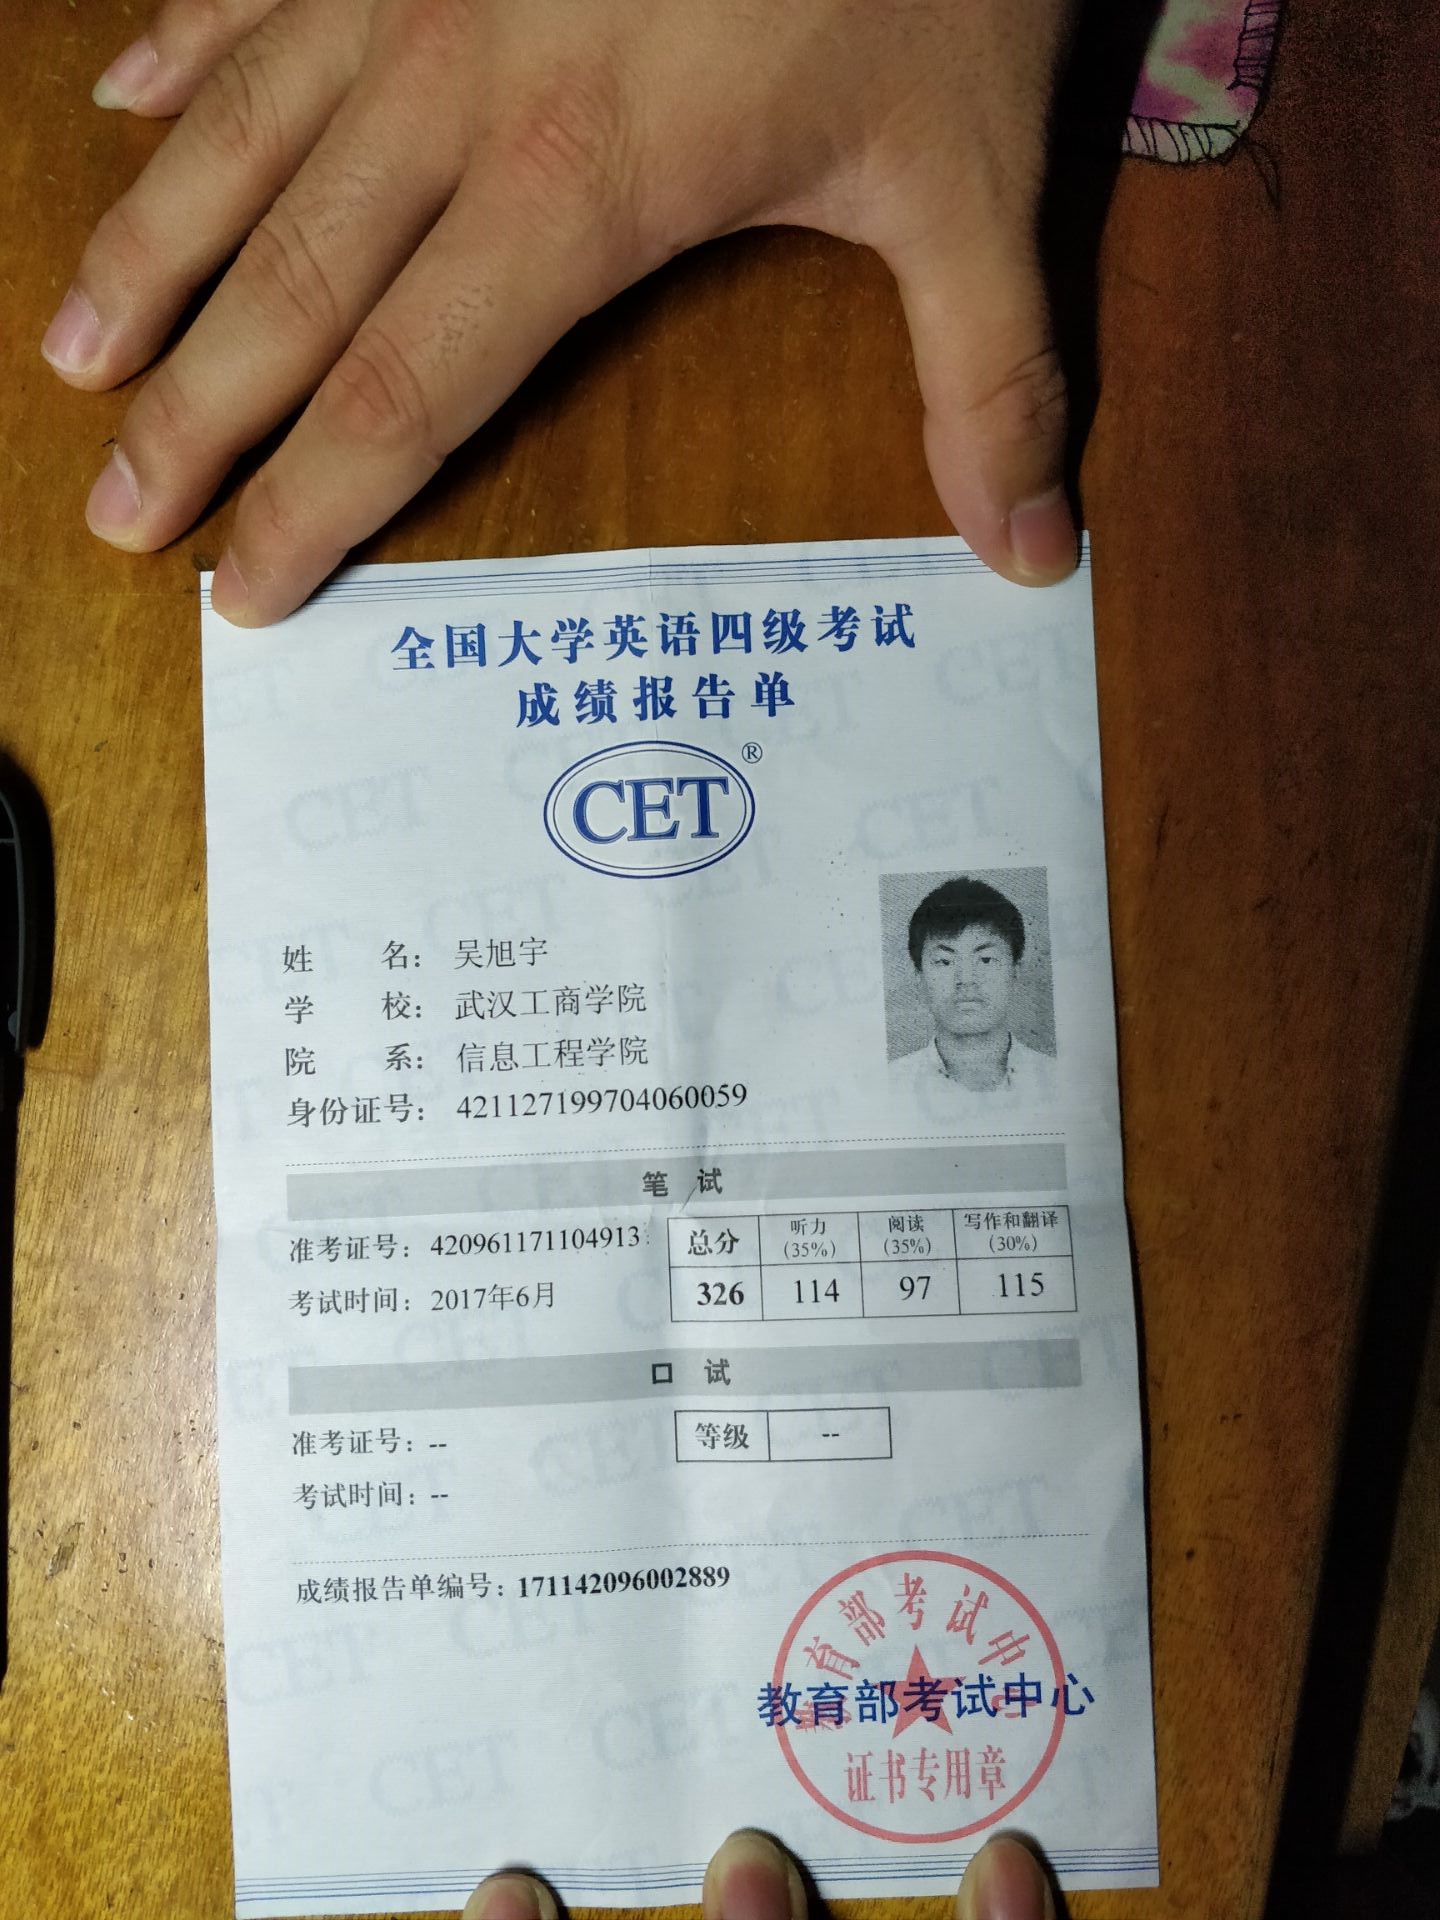 全国大学英语四级考试
成绩报告单
CET®
姓 名： 吴旭宇
学 校： 武汉工商学院
院 系： 信息工程学院
身份证号： 421127199704060059
笔 试
准考证号： 420961171104913
考试时间： 2017年6月
总分 听力(35%) 阅读(35%) 写作和翻译(30%)
326 114 97 115
口 试
准考证号：--
考试时间：--
等级 --
成绩报告单编号：171142096002889
教育部考试中心
教育部考试中心
证书专用章